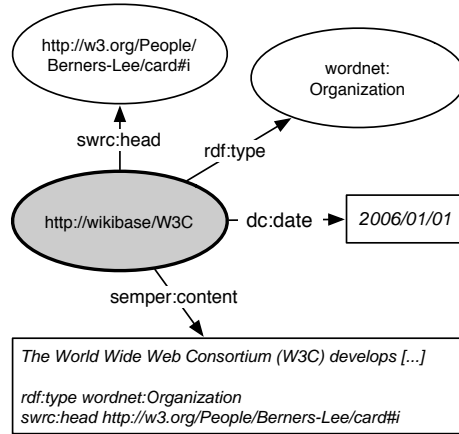 http://w3.org/People/
Berners-Lee/card#i
wordnet:
Organization
swrc:head
rdf:type
http://wikibase/W3C
dc:date
2006/01/01
semper:content
The World Wide Web Consortium (W3C) develops [...]
rdf:type wordnet:Organization
swrc:head http://w3.org/People/Berners-Lee/card#i